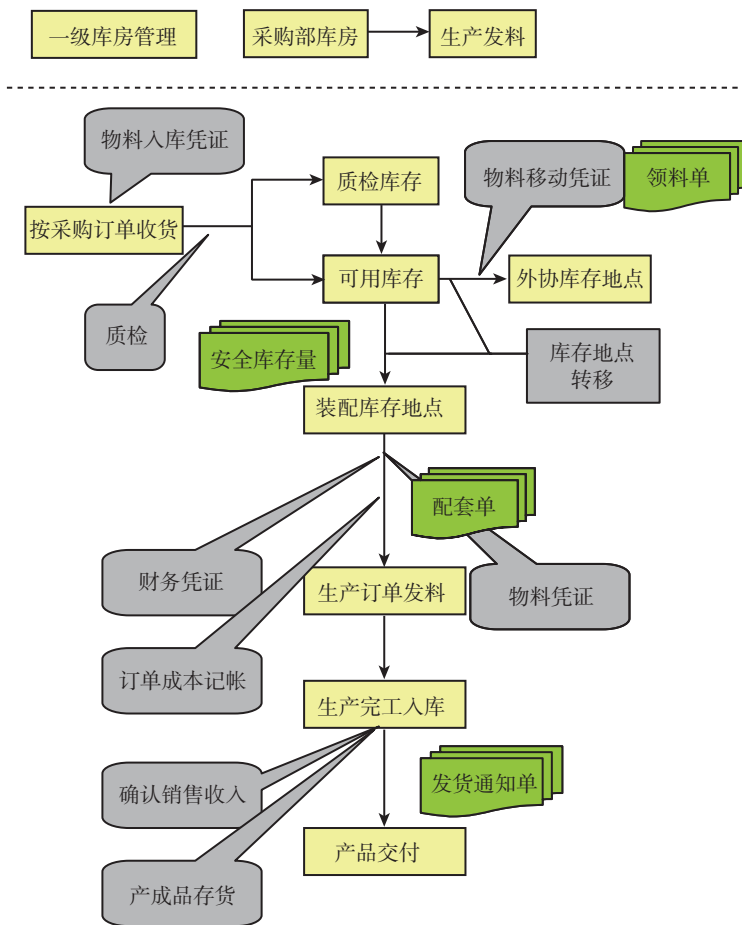 一级库房管理
采购部库房
生产发料
物料入库凭证
质检库存
物料移动凭证
领料单
按采购订单收货
可用库存
外协库存地点
质检
安全库存量
库存地点
转移
装配库存地点
配套单
财务凭证
生产订单发料
物料凭证
订单成本记帐
生产完工入库
确认销售收入
发货通知单
产品交付
产成品存货